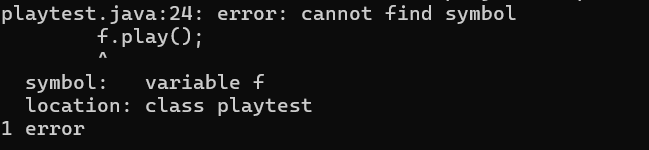 playtest.java:24: error: cannot find symbol
        f.play();
        ^
  symbol:   variable f
  location: class playtest
1 error